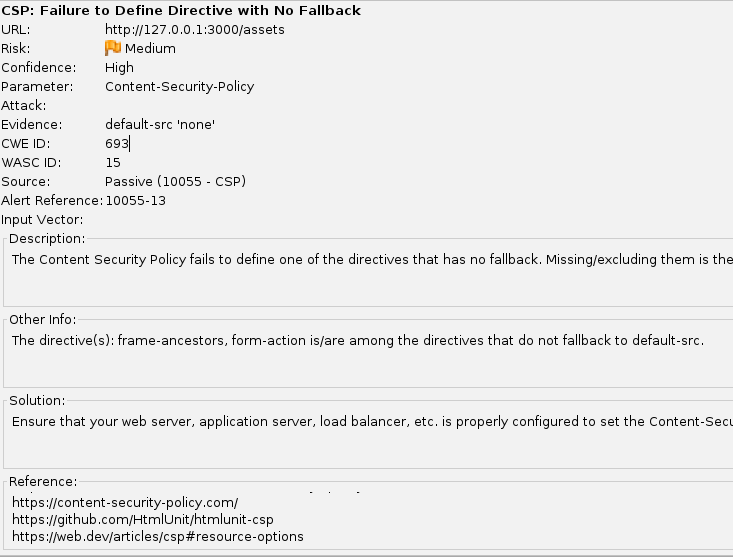 CSP: Failure to Define Directive with No Fallback
URL: http://127.0.0.1:3000/assets
Risk: Medium
Confidence: High
Parameter: Content-Security-Policy
Attack:
Evidence: default-src 'none'
CWE ID: 693
WASC ID: 15
Source: Passive (10055 - CSP)
Alert Reference: 10055-13
Input Vector:
Description:
The Content Security Policy fails to define one of the directives that has no fallback. Missing/excluding them is the
Other Info:
The directive(s): frame-ancestors, form-action is/are among the directives that do not fallback to default-src.
Solution:
Ensure that your web server, application server, load balancer, etc. is properly configured to set the Content-Secu
Reference:
https://content-security-policy.com/
https://github.com/HtmlUnit/htmlunit-csp
https://web.dev/articles/csp#resource-options